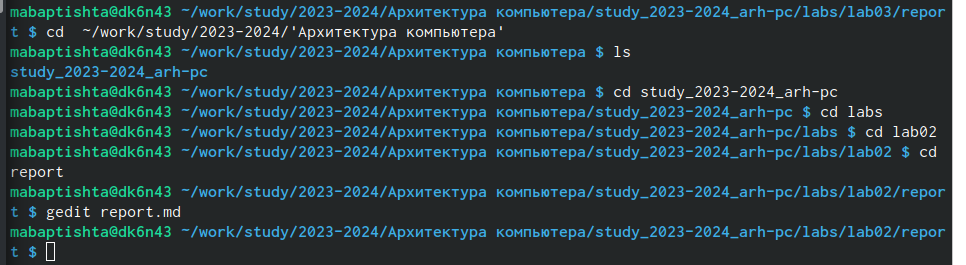 mabaptishta@dk6n43 ~/work/study/2023-2024/Архитектура компьютера/study_2023-2024_arh-pc/labs/lab03/repor
t $ cd  ~/work/study/2023-2024/'Архитектура компьютера'
mabaptishta@dk6n43 ~/work/study/2023-2024/Архитектура компьютера $ ls
study_2023-2024_arh-pc
mabaptishta@dk6n43 ~/work/study/2023-2024/Архитектура компьютера $ cd study_2023-2024_arh-pc
mabaptishta@dk6n43 ~/work/study/2023-2024/Архитектура компьютера/study_2023-2024_arh-pc $ cd labs
mabaptishta@dk6n43 ~/work/study/2023-2024/Архитектура компьютера/study_2023-2024_arh-pc/labs $ cd lab02
mabaptishta@dk6n43 ~/work/study/2023-2024/Архитектура компьютера/study_2023-2024_arh-pc/labs/lab02 $ cd
report
mabaptishta@dk6n43 ~/work/study/2023-2024/Архитектура компьютера/study_2023-2024_arh-pc/labs/lab02/repor
t $ gedit report.md
mabaptishta@dk6n43 ~/work/study/2023-2024/Архитектура компьютера/study_2023-2024_arh-pc/labs/lab02/repor
t $